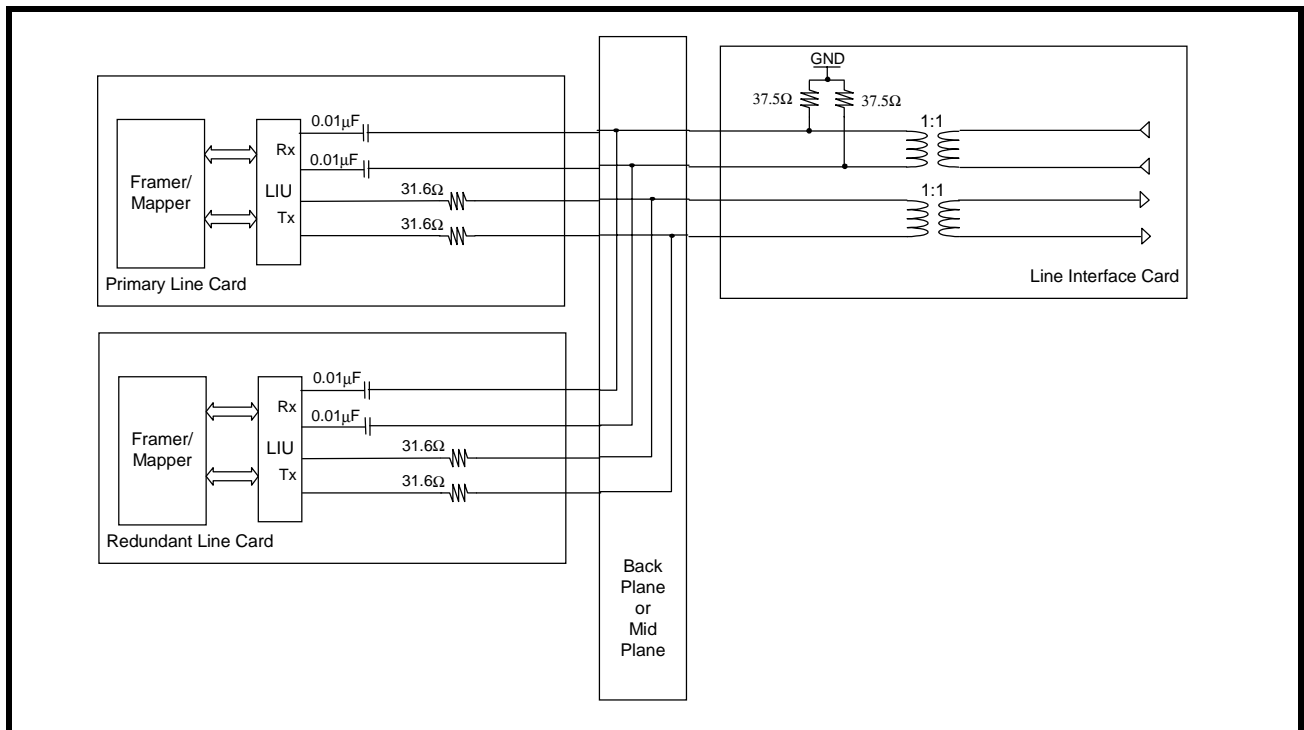 GND
37.5Ω
37.5Ω
1:1
1:1
Line Interface Card
0.01μF
0.01μF
Rx
LIU
Tx
31.6Ω
31.6Ω
Framer/
Mapper
Primary Line Card
0.01μF
0.01μF
Rx
LIU
Tx
31.6Ω
31.6Ω
Framer/
Mapper
Redundant Line Card
Back
Plane
or
Mid
Plane